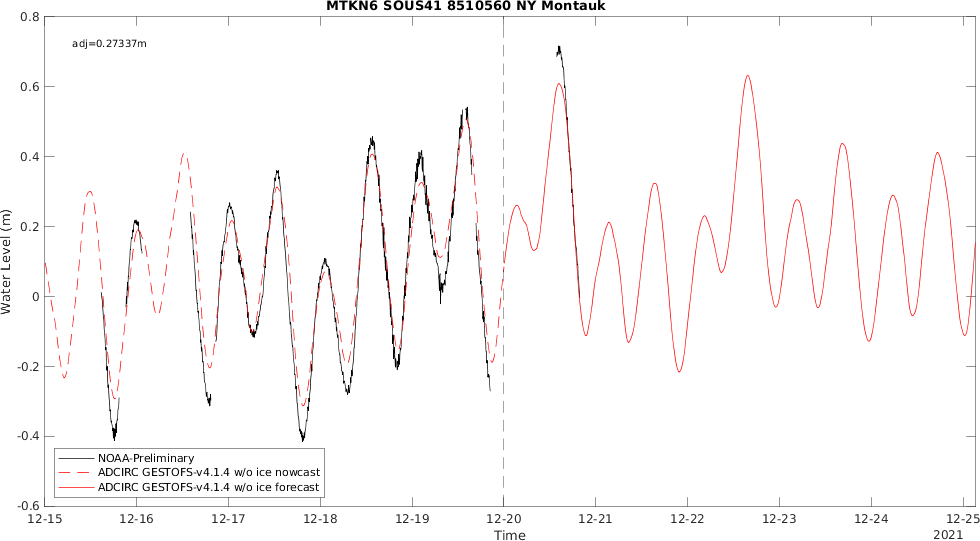 MTKN6 SOUS41 8510560 NY Montauk
adj=0.27337m
Water Level (m)
0.8
0.6
0.4
0.2
0
-0.2
-0.4
-0.6
NOAA-Preliminary
ADCIRC GESTOFS-v4.1.4 w/o ice nowcast
ADCIRC GESTOFS-v4.1.4 w/o ice forecast
12-15 12-16 12-17 12-18 12-19 12-20 12-21 12-22 12-23 12-24 12-25
Time
2021